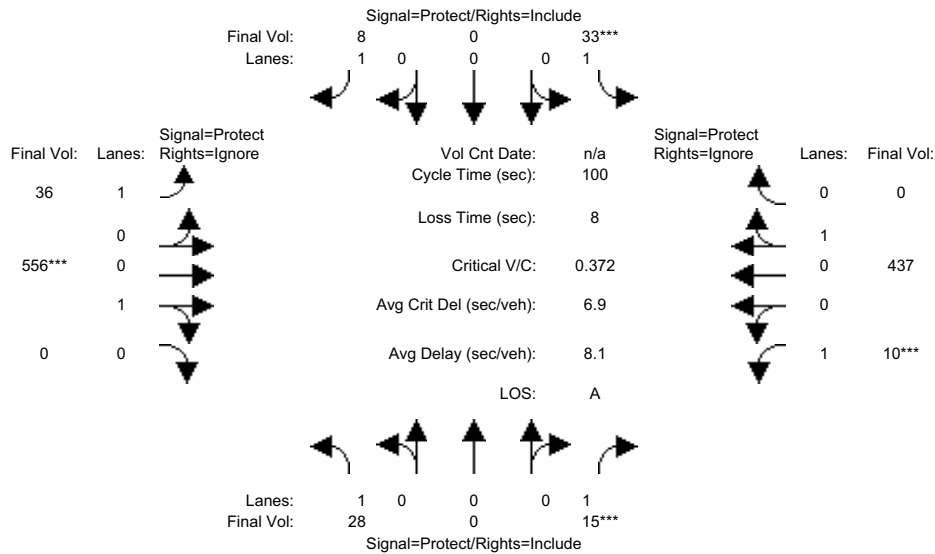 Signal=Protect/Rights=Include
Final Vol: 8 0 33***
Lanes: 1 0 0 0 1
Signal=Protect Signal=Protect
Final Vol: Lanes: Rights=Ignore Vol Cnt Date: n/a Rights=Ignore Lanes: Final Vol:
Cycle Time (sec): 100
36 1 0 0
Loss Time (sec): 8
0 1
556*** 0 Critical V/C: 0.372 0 437
1 Avg Crit Del (sec/veh): 6.9 0
0 0 Avg Delay (sec/veh): 8.1 1 10***
LOS: A
Lanes: 1 0 0 0 1
Final Vol: 28 0 15***
Signal=Protect/Rights=Include